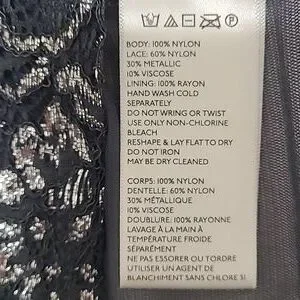 BODY: 100% NYLON
LACE: 60% NYLON
30% METALLIC
10% VISCOSE
LINING: 100% RAYON
HAND WASH COLD
SEPARATELY
DO NOT WRING OR TWIST
USE ONLY NON-CHLORINE
BLEACH
RESHAPE & LAY FLAT TO DRY
DO NOT IRON
MAY BE DRY CLEANED
CORPS: 100% NYLON
DENTELLE: 60% NYLON
30% MÉTALLIQUE
10% VISCOSE
DOUBLURE: 100% RAYONNE
LAVAGE À LA MAIN À
TEMPÉRATURE FROIDE
SÉPARÉMENT
NE PAS ESSORER OU TORDRE
UTILISER UN AGENT DE
BLANCHIMENT SANS CHLORE SI